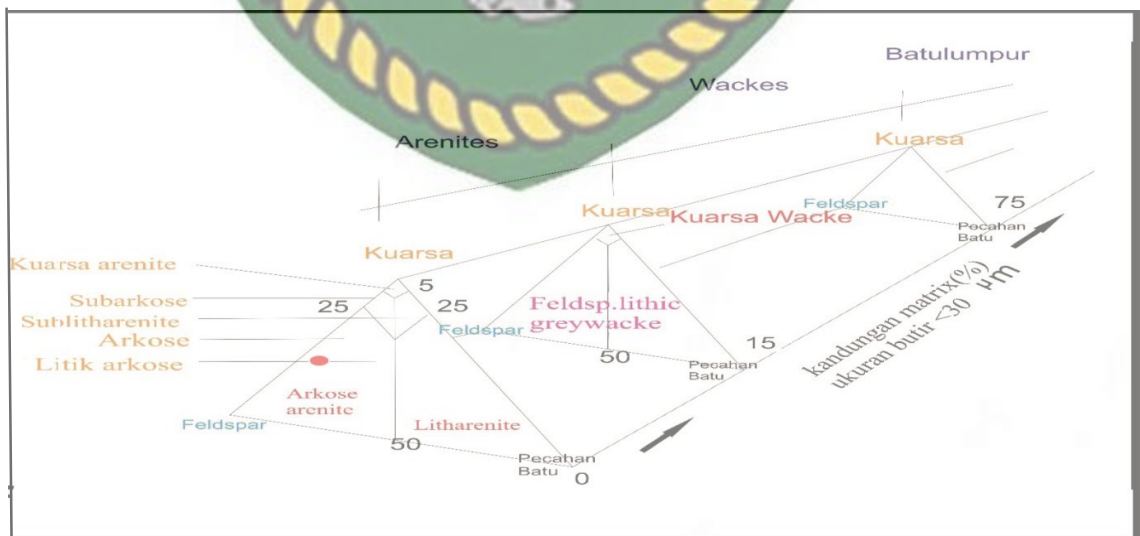 Batulumpur
Wackes
Arenites
Kuarsa
Kuarsa
Kuarsa Wacke
Feldspar
75
Pecahan
Batu
Kuarsa
Kuarsa arenite
5
Subarkose
25
25
Sublitharenite
Arkose
Litik arkose
Feldspar
Feldsp.lithic
greywacke
50
15
Pecahan
Batu
kandungan matrix(%)
ukuran butir <30 μm
Arkose
arenite
Feldspar
Litharenite
50
Pecahan
Batu
0